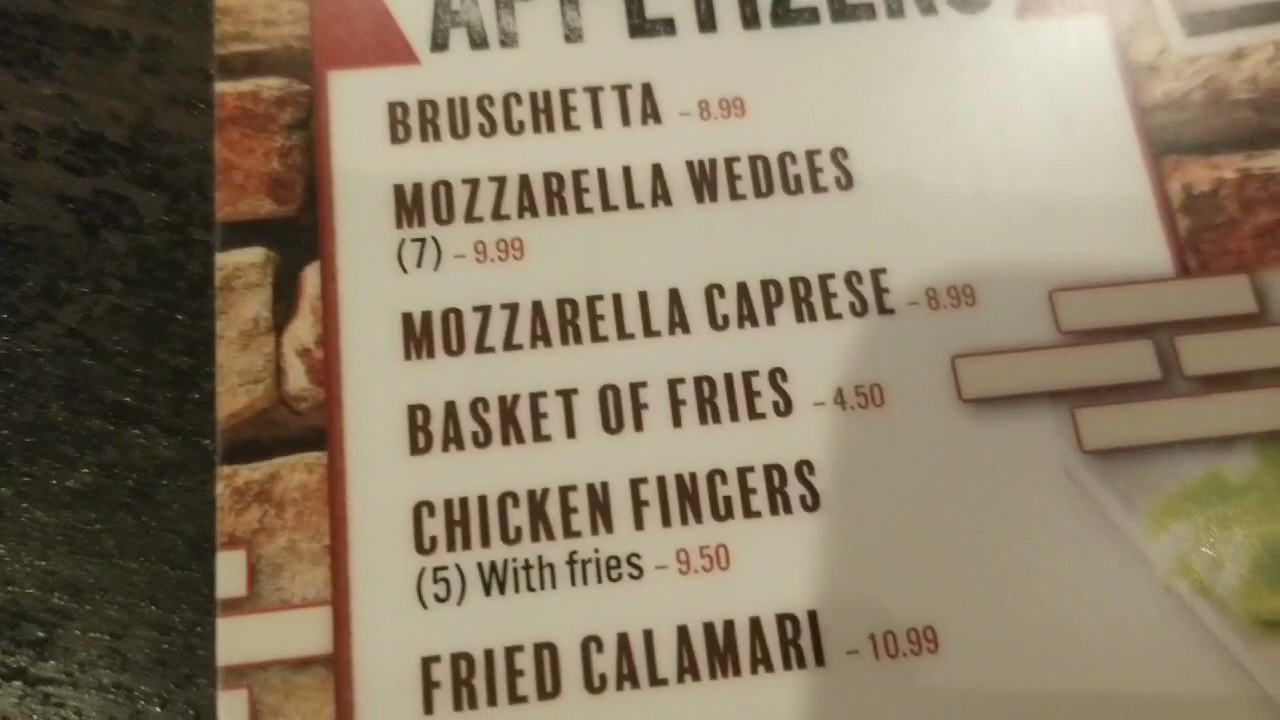 APPETIZERS
BRUSCHETTA - 8.99
MOZZARELLA WEDGES
(7) - 9.99
MOZZARELLA CAPRESE - 8.99
BASKET OF FRIES - 4.50
CHICKEN FINGERS
(5) With fries - 9.50
FRIED CALAMARI - 10.99